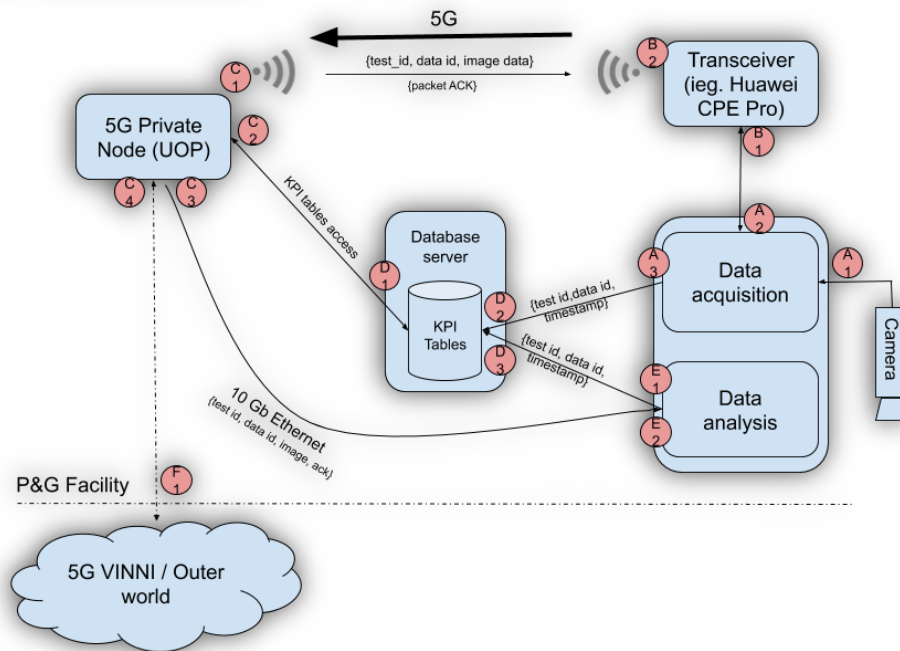 5G
{test_id, data id, image data}
{packet ACK}
B
2
Transceiver
(ieg. Huawei
CPE Pro)
B
1
C
1
5G Private
Node (UOP)
C
2
C
4
C
3
KPI tables access
Database
server
D
1
D
2
D
3
KPI
Tables
{test id,data id,
timestamp}
{test id, data id,
timestamp}
A
2
A
3
A
1
Data
acquisition
Camera
E
1
E
2
Data
analysis
10 Gb Ethernet
{test id, data id, image, ack}
P&G Facility
F
1
5G VINNI / Outer
world